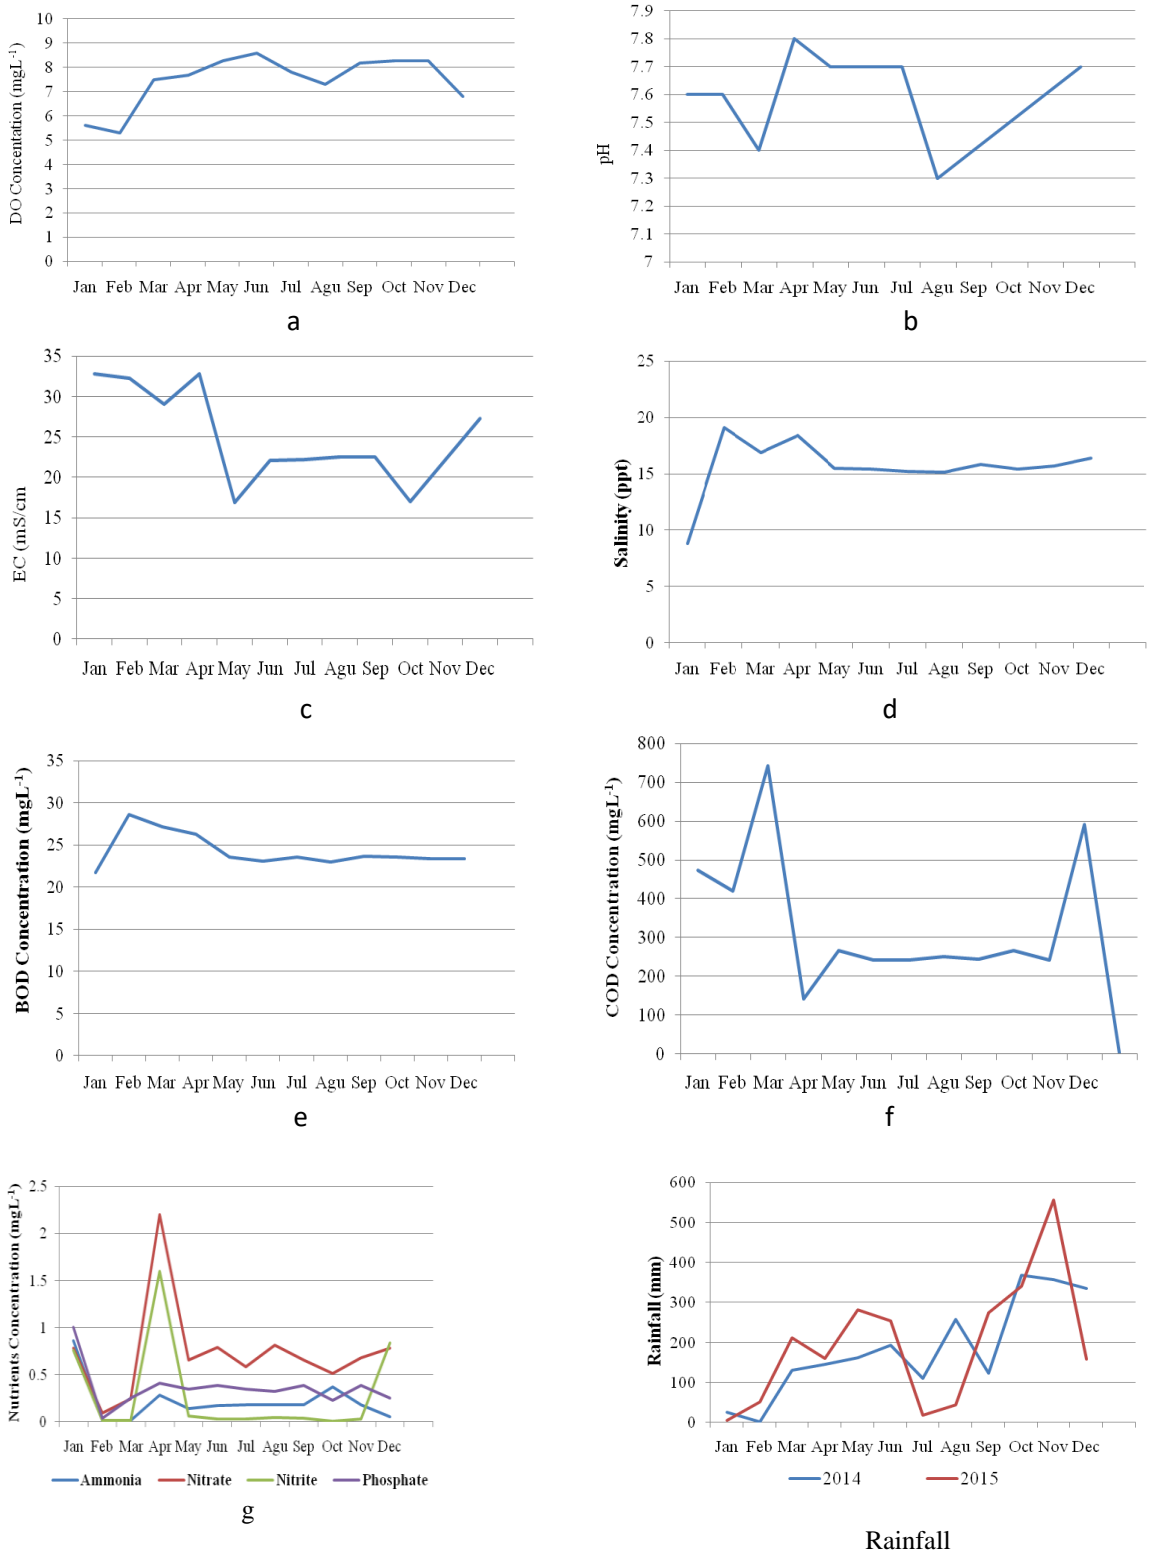 DO Concentation (mgL⁻¹)
10
9
8
7
6
5
4
3
2
1
0
Jan Feb Mar Apr May Jun Jul Agu Sep Oct Nov Dec
a
pH
7.9
7.8
7.7
7.6
7.5
7.4
7.3
7.2
7.1
7
Jan Feb Mar Apr May Jun Jul Agu Sep Oct Nov Dec
b
EC (mS/cm
35
30
25
20
15
10
5
0
Jan Feb Mar Apr May Jun Jul Agu Sep Oct Nov Dec
c
Salinity (ppt)
25
20
15
10
5
0
Jan Feb Mar Apr May Jun Jul Agu Sep Oct Nov Dec
d
BOD Concentration (mgL⁻¹)
35
30
25
20
15
10
5
0
Jan Feb Mar Apr May Jun Jul Agu Sep Oct Nov Dec
e
COD Concentration (mgL⁻¹)
800
700
600
500
400
300
200
100
0
Jan Feb Mar Apr May Jun Jul Agu Sep Oct Nov Dec
f
Nutrients Concentration (mgL⁻¹)
2.5
2
1.5
1
0.5
0
Jan Feb Mar Apr May Jun Jul Agu Sep Oct Nov Dec
Ammonia Nitrate Nitrite Phosphate
g
Rainfall (mm)
600
500
400
300
200
100
0
Jan Feb Mar Apr May Jun Jul Agu Sep Oct Nov Dec
2014 2015
Rainfall